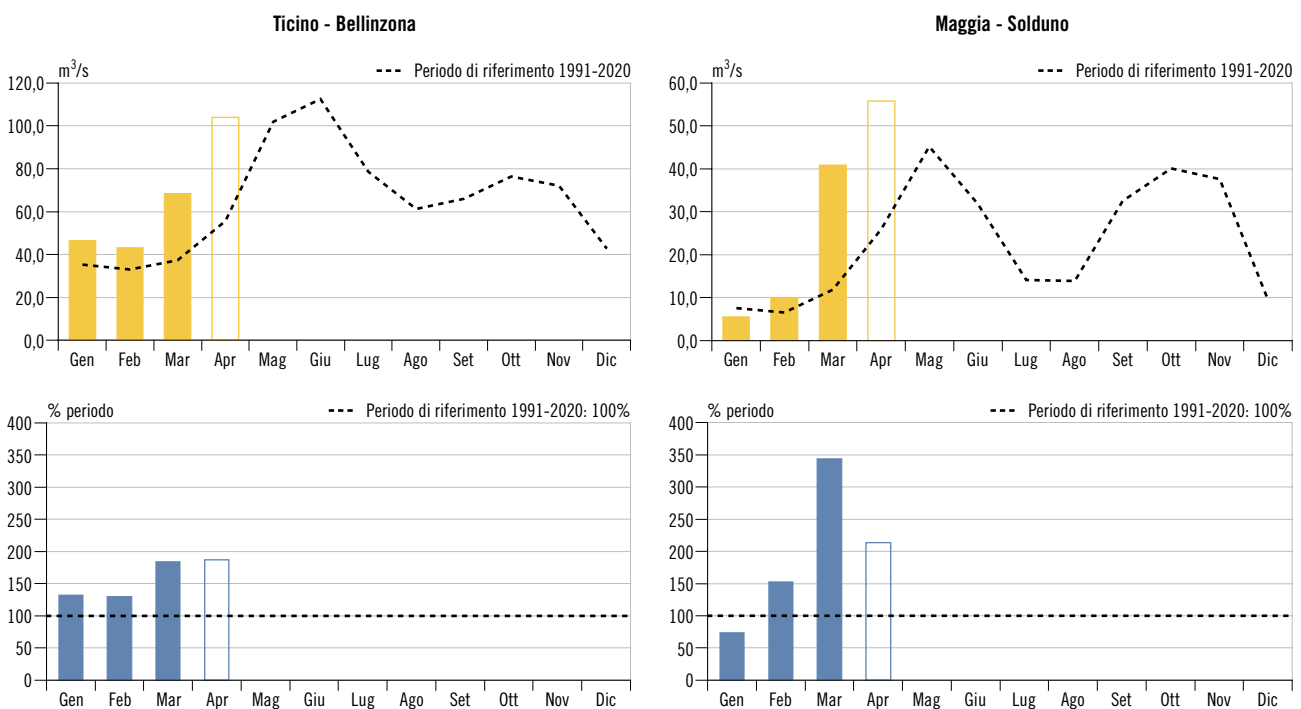 Ticino - Bellinzona
m³/s
Periodo di riferimento 1991-2020
120,0
100,0
80,0
60,0
40,0
20,0
0,0
Gen Feb Mar Apr Mag Giu Lug Ago Set Ott Nov Dic
Maggia - Solduno
m³/s
Periodo di riferimento 1991-2020
60,0
50,0
40,0
30,0
20,0
10,0
0,0
Gen Feb Mar Apr Mag Giu Lug Ago Set Ott Nov Dic
% periodo
Periodo di riferimento 1991-2020: 100%
400
350
300
250
200
150
100
50
0
Gen Feb Mar Apr Mag Giu Lug Ago Set Ott Nov Dic
% periodo
Periodo di riferimento 1991-2020: 100%
400
350
300
250
200
150
100
50
0
Gen Feb Mar Apr Mag Giu Lug Ago Set Ott Nov Dic